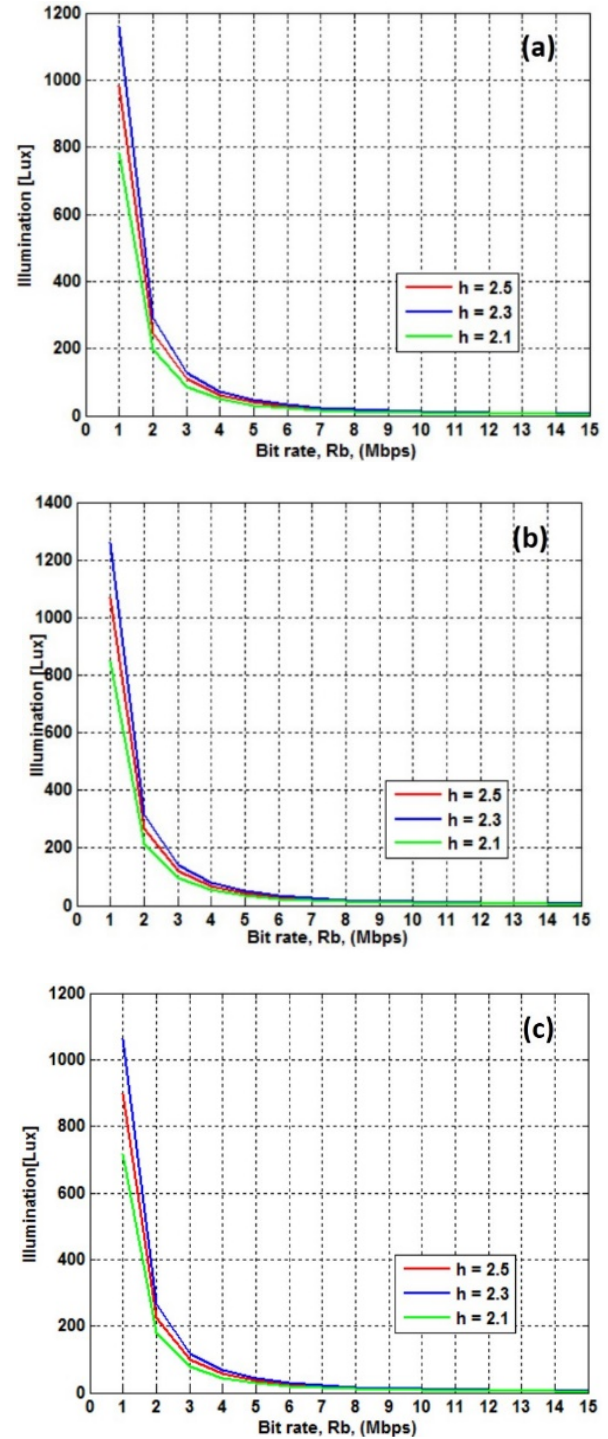 1200
(a)
1000
800
600
400
200
0
Illumination [Lux]
h = 2.5
h = 2.3
h = 2.1
0 1 2 3 4 5 6 7 8 9 10 11 12 13 14 15
Bit rate, Rb, (Mbps)
1400
(b)
1200
1000
800
600
400
200
0
Illumination [Lux]
h = 2.5
h = 2.3
h = 2.1
0 1 2 3 4 5 6 7 8 9 10 11 12 13 14 15
Bit rate, Rb, (Mbps)
1200
(c)
1000
800
600
400
200
0
Illlumination[Lux]
h = 2.5
h = 2.3
h = 2.1
0 1 2 3 4 5 6 7 8 9 10 11 12 13 14 15
Bit rate, Rb, (Mbps)